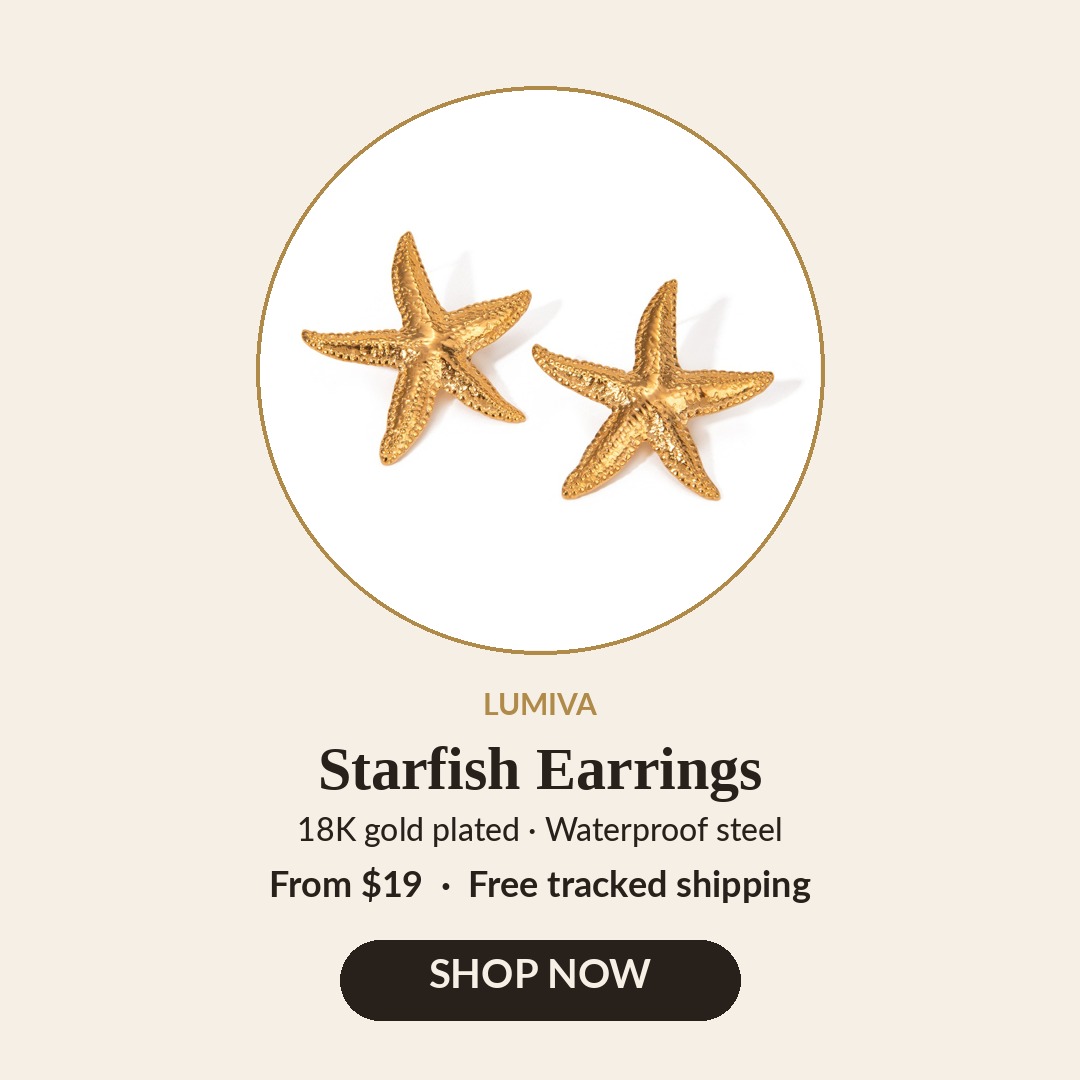 LUMIVA
Starfish Earrings
18K gold plated · Waterproof steel
From $19 · Free tracked shipping
SHOP NOW